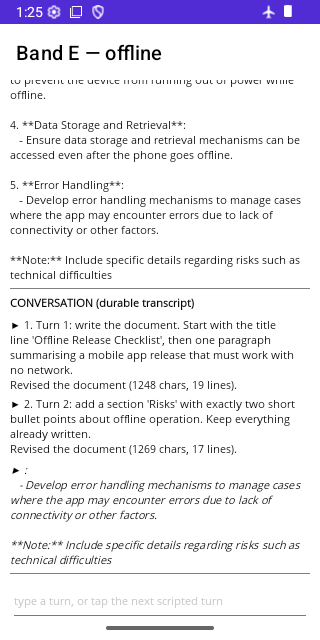 1:25
Band E — offline
to prevent the device from running out of power while
offline.
4. **Data Storage and Retrieval**:
- Ensure data storage and retrieval mechanisms can be
accessed even after the phone goes offline.
5. **Error Handling**:
- Develop error handling mechanisms to manage cases
where the app may encounter errors due to lack of
connectivity or other factors.
**Note:** Include specific details regarding risks such as
technical difficulties
CONVERSATION (durable transcript)
► 1. Turn 1: write the document. Start with the title
line 'Offline Release Checklist', then one paragraph
summarising a mobile app release that must work with
no network.
Revised the document (1248 chars, 19 lines).
► 2. Turn 2: add a section 'Risks' with exactly two short
bullet points about offline operation. Keep everything
already written.
Revised the document (1269 chars, 17 lines).
► :
- Develop error handling mechanisms to manage cases
where the app may encounter errors due to lack of
connectivity or other factors.
**Note:** Include specific details regarding risks such as
technical difficulties
type a turn, or tap the next scripted turn